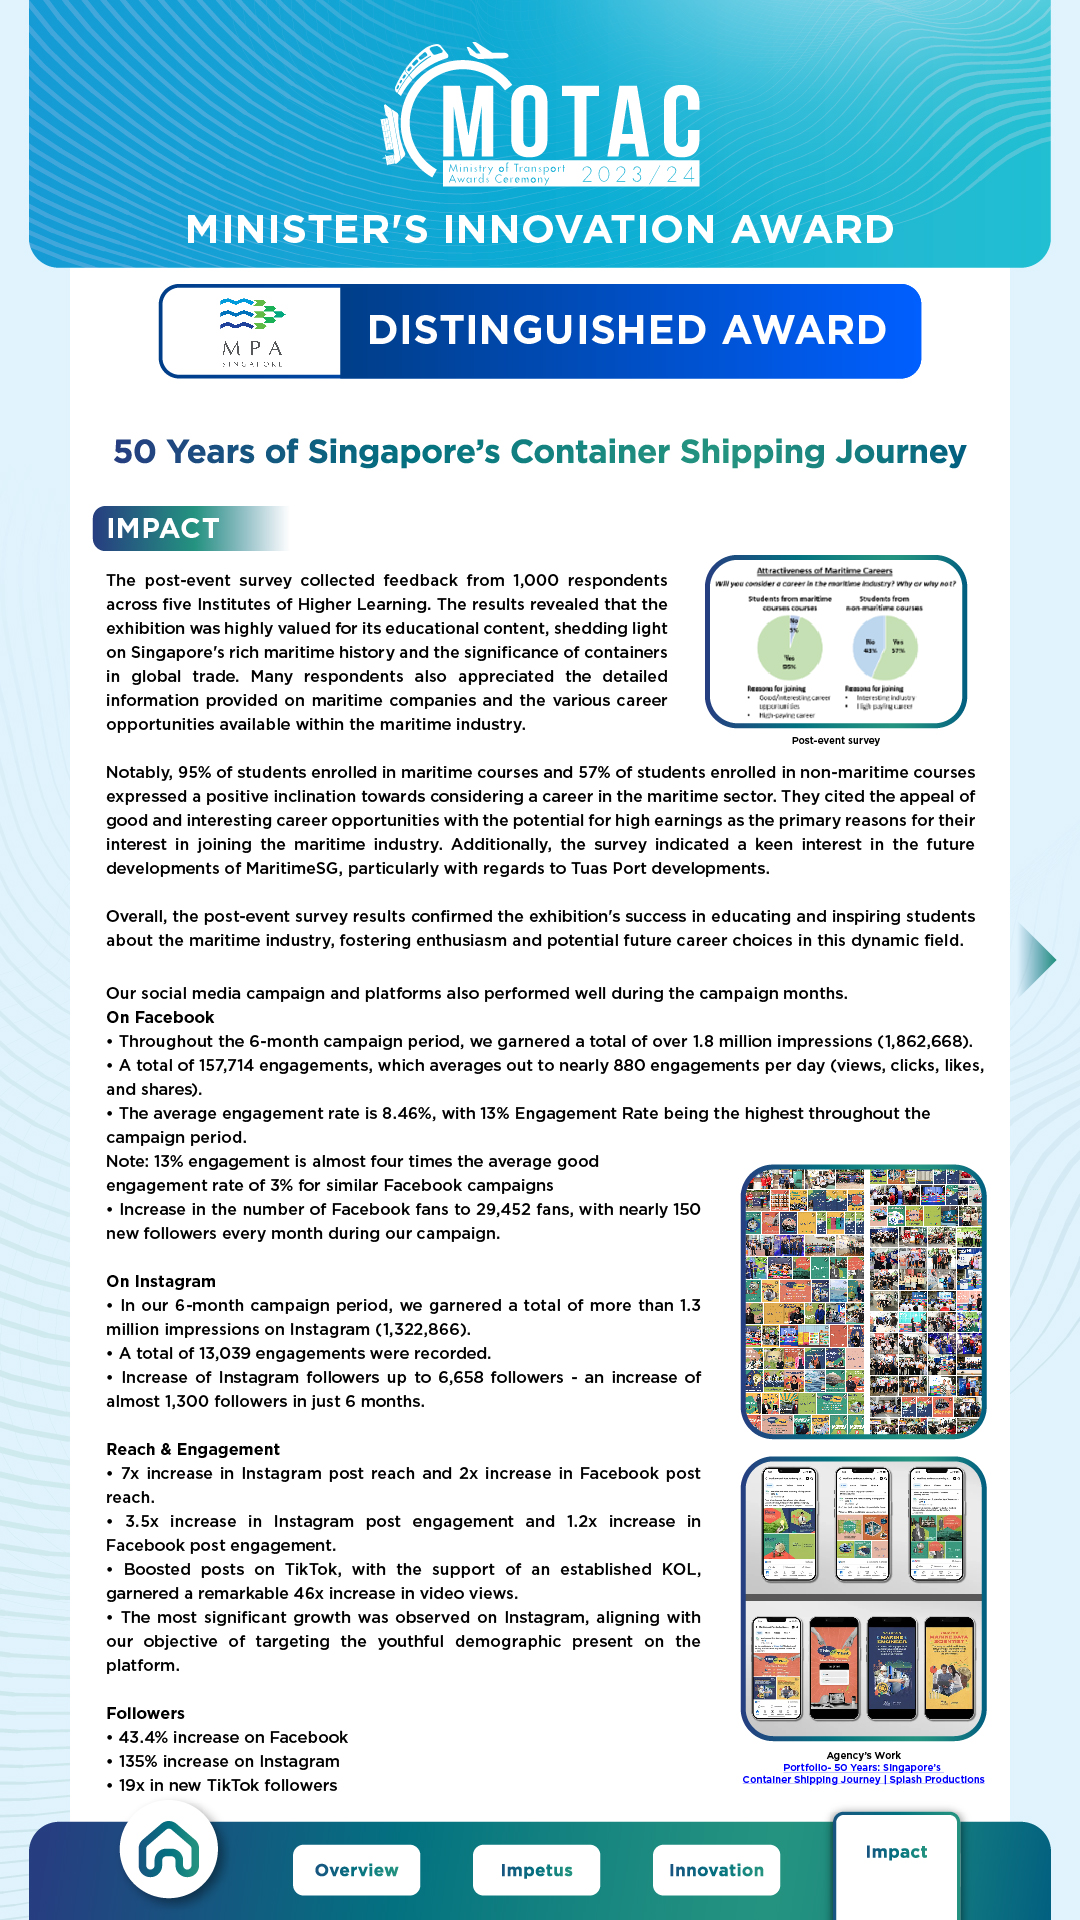 MOTAC
Ministry of Transport
Awards Ceremony
2023/24
MINISTER'S INNOVATION AWARD
MPA
SINGAPORE
DISTINGUISHED AWARD
50 Years of Singapore's Container Shipping Journey
IMPACT
The post-event survey collected feedback from 1,000 respondents
across five Institutes of Higher Learning. The results revealed that the
exhibition was highly valued for its educational content, shedding light
on Singapore's rich maritime history and the significance of containers
in global trade. Many respondents also appreciated the detailed
information provided on maritime companies and the various career
opportunities available within the maritime industry.
Attractiveness of Maritime Careers
Will you consider a career in the maritime industry? Why or why not?
Students from maritime
courses courses
No
5%
Yes
95%
Reasons for joining
• Good/interesting career
opportunities
• High-paying career
Students from
non-maritime courses
No
43%
Yes
57%
Reasons for joining
• Interesting industry
• High paying career
Post-event survey
Notably, 95% of students enrolled in maritime courses and 57% of students enrolled in non-maritime courses
expressed a positive inclination towards considering a career in the maritime sector. They cited the appeal of
good and interesting career opportunities with the potential for high earnings as the primary reasons for their
interest in joining the maritime industry. Additionally, the survey indicated a keen interest in the future
developments of MaritimeSG, particularly with regards to Tuas Port developments.
Overall, the post-event survey results confirmed the exhibition's success in educating and inspiring students
about the maritime industry, fostering enthusiasm and potential future career choices in this dynamic field.
Our social media campaign and platforms also performed well during the campaign months.
On Facebook
• Throughout the 6-month campaign period, we garnered a total of over 1.8 million impressions (1,862,668).
• A total of 157,714 engagements, which averages out to nearly 880 engagements per day (views, clicks, likes,
and shares).
• The average engagement rate is 8.46%, with 13% Engagement Rate being the highest throughout the
campaign period.
Note: 13% engagement is almost four times the average good
engagement rate of 3% for similar Facebook campaigns
• Increase in the number of Facebook fans to 29,452 fans, with nearly 150
new followers every month during our campaign.
On Instagram
• In our 6-month campaign period, we garnered a total of more than 1.3
million impressions on Instagram (1,322,866).
• A total of 13,039 engagements were recorded.
• Increase of Instagram followers up to 6,658 followers - an increase of
almost 1,300 followers in just 6 months.
Reach & Engagement
• 7x increase in Instagram post reach and 2x increase in Facebook post
reach.
• 3.5x increase in Instagram post engagement and 1.2x increase in
Facebook post engagement.
• Boosted posts on TikTok, with the support of an established KOL,
garnered a remarkable 46x increase in video views.
• The most significant growth was observed on Instagram, aligning with
our objective of targeting the youthful demographic present on the
platform.
Followers
• 43.4% increase on Facebook
• 135% increase on Instagram
• 19x in new TikTok followers
MARINE
ENGINEER
MARINE DATA
SCIENTIST
Agency's Work
Portfolio- 50 Years: Singapore's
Container Shipping Journey | Splash Productions
Overview
Impetus
Innovation
Impact